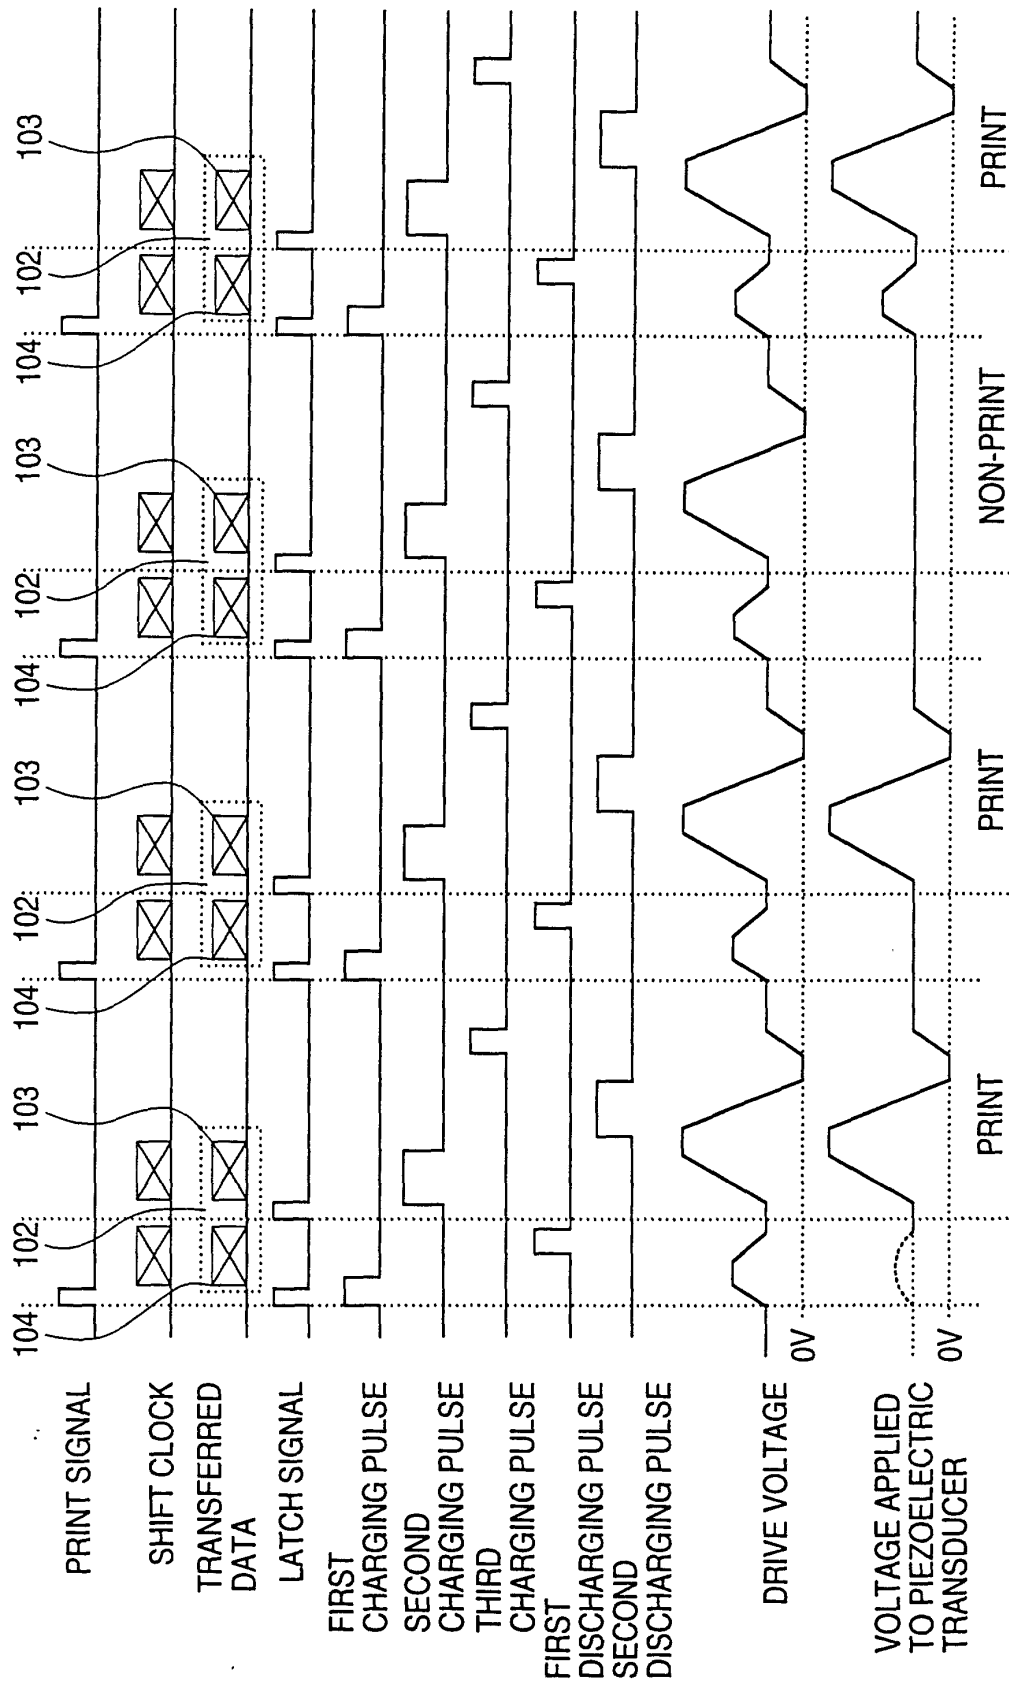 PRINT SIGNAL
SHIFT CLOCK
TRANSFERRED
DATA
LATCH SIGNAL
FIRST
CHARGING PULSE
SECOND
CHARGING PULSE
THIRD
CHARGING PULSE
FIRST
DISCHARGING PULSE
SECOND
DISCHARGING PULSE
DRIVE VOLTAGE
VOLTAGE APPLIED
TO PIEZOELECTRIC
TRANSDUCER
104 102 103 104 102 103 104 102 103 104 102 103
0V
0V
PRINT PRINT NON-PRINT PRINT